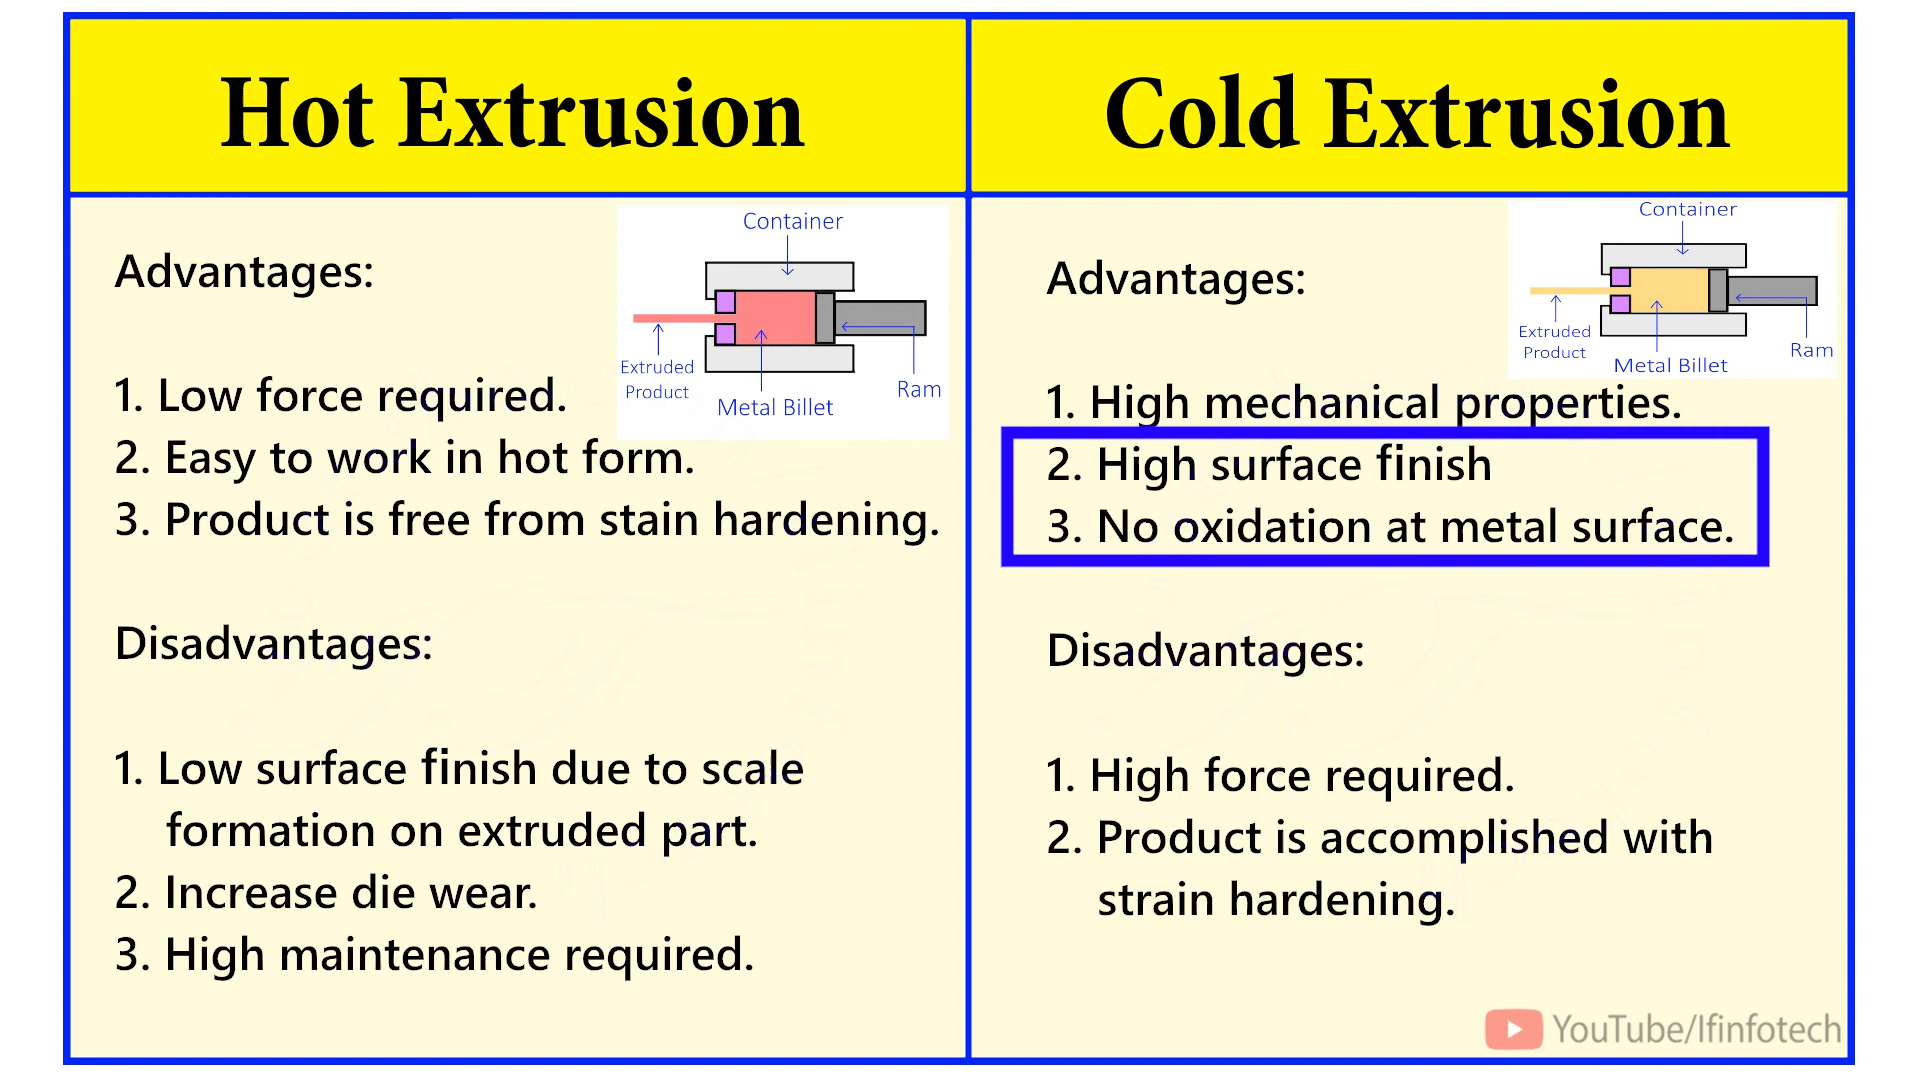 Hot Extrusion
Cold Extrusion
Advantages:
Container
Extruded
Product
Metal Billet
Ram
1. Low force required.
2. Easy to work in hot form.
3. Product is free from stain hardening.
Disadvantages:
1. Low surface finish due to scale
formation on extruded part.
2. Increase die wear.
3. High maintenance required.
Advantages:
Container
Extruded
Product
Metal Billet
Ram
1. High mechanical properties.
2. High surface finish
3. No oxidation at metal surface.
Disadvantages:
1. High force required.
2. Product is accomplished with
strain hardening.
YouTube/Ifinfotech